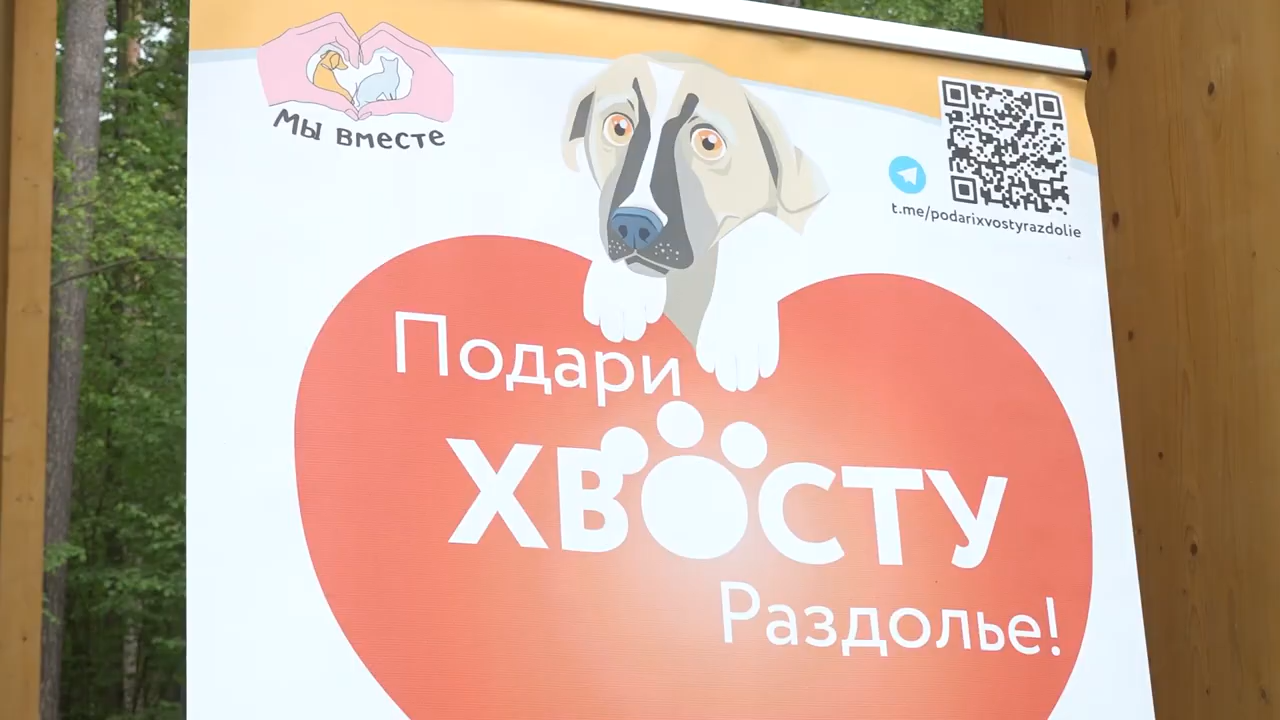 Мы вместе
t.me/podarixvostyrazdolie
Подари
ХВОСТУ
Раздолье!